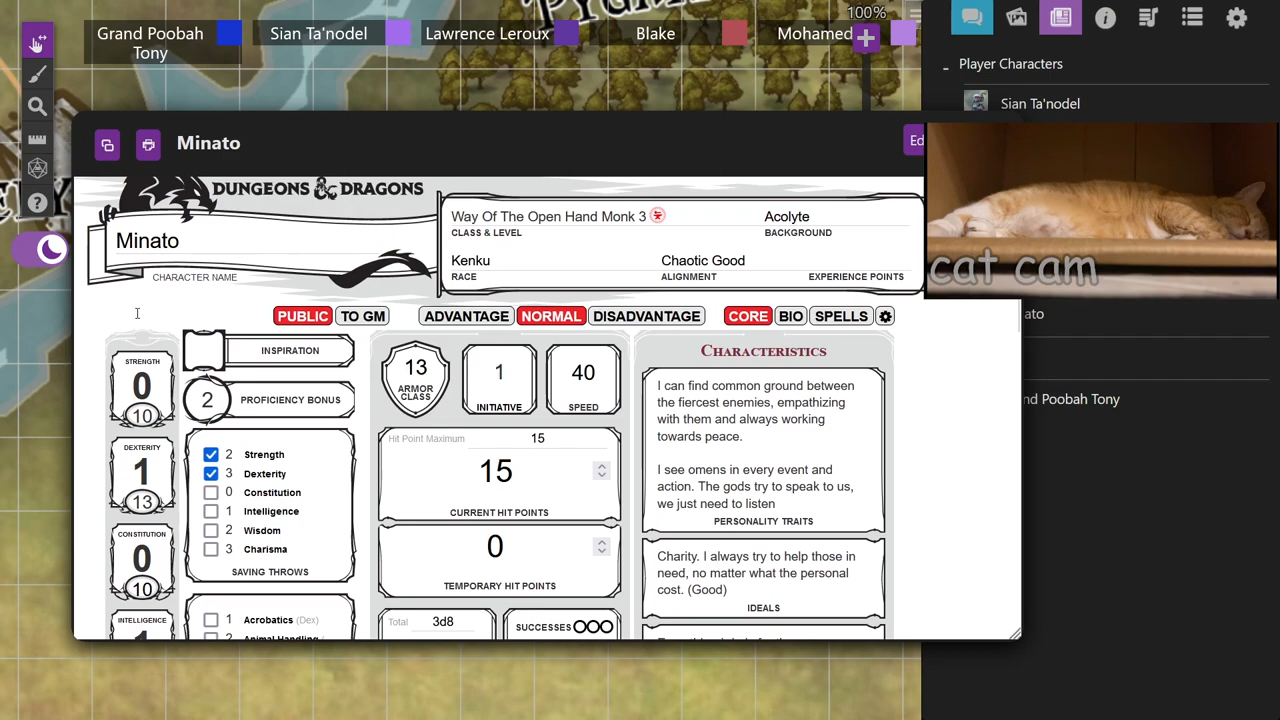 PYGM
100%
Grand Poobah
Tony
Sian Ta'nodel
Lawrence Leroux
Blake
Mohamed
Player Characters
Sian Ta'nodel
Minato
Ed
cat cam
ato
nd Poobah Tony
DUNGEONS & DRAGONS
Minato
CHARACTER NAME
Way Of The Open Hand Monk 3
CLASS & LEVEL
Acolyte
BACKGROUND
Kenku
RACE
Chaotic Good
ALIGNMENT
EXPERIENCE POINTS
PUBLIC TO GM
ADVANTAGE NORMAL DISADVANTAGE
CORE BIO SPELLS
STRENGTH
0
10
DEXTERITY
1
13
CONSTITUTION
0
10
INTELLIGENCE
INSPIRATION
2 PROFICIENCY BONUS
2 Strength
3 Dexterity
0 Constitution
1 Intelligence
2 Wisdom
3 Charisma
SAVING THROWS
1 Acrobatics (Dex)
2 Animal Handling
13
ARMOR
CLASS
1
INITIATIVE
40
SPEED
Hit Point Maximum 15
15
CURRENT HIT POINTS
0
TEMPORARY HIT POINTS
Total 3d8
SUCCESSES
CHARACTERISTICS
I can find common ground between
the fiercest enemies, empathizing
with them and always working
towards peace.
I see omens in every event and
action. The gods try to speak to us,
we just need to listen
PERSONALITY TRAITS
Charity. I always try to help those in
need, no matter what the personal
cost. (Good)
IDEALS